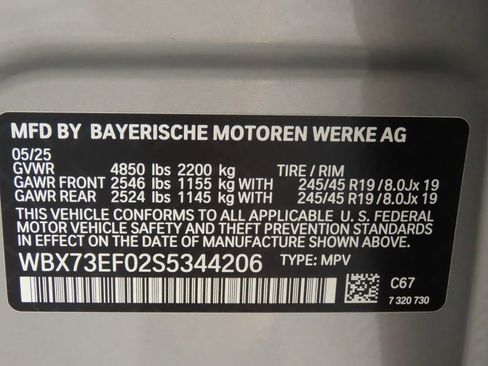 MFD BY BAYERISCHE MOTOREN WERKE AG
05/25
GVWR 4850 lbs 2200 kg TIRE / RIM
GAWR FRONT 2546 lbs 1155 kg WITH 245/45 R19 / 8.0Jx 19
GAWR REAR 2524 lbs 1145 kg WITH 245/45 R19 / 8.0Jx 19
THIS VEHICLE CONFORMS TO ALL APPLICABLE U. S. FEDERAL
MOTOR VEHICLE SAFETY AND THEFT PREVENTION STANDARDS
IN EFFECT ON THE DATE OF MANUFACTURE SHOWN ABOVE.
WBX73EF02S5344206 TYPE: MPV
C67
7 320 730